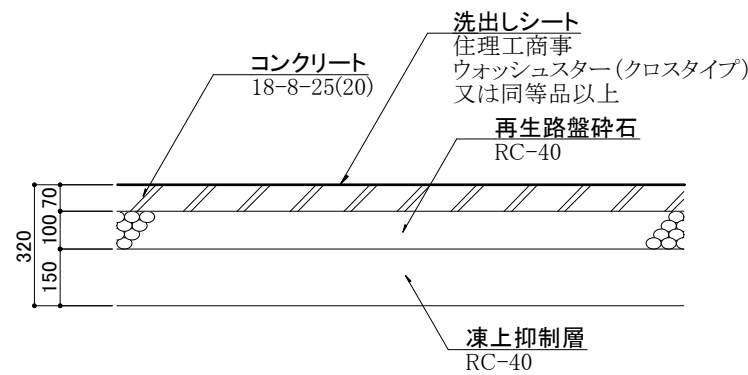 洗出しシート
住理工商事
ウォッシュスター(クロスタイプ)
又は同等品以上
コンクリート
18-8-25(20)
再生路盤砕石
RC-40
320
70
100
150
凍上抑制層
RC-40